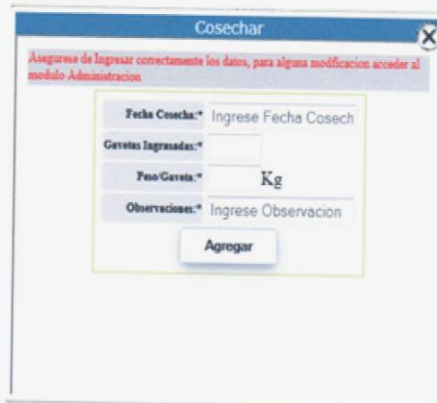 Cosechar
X
Asegurese de Ingresar correctamente los datos, para alguna modificacion acceder al
modulo Administracion
Fecha Cosecha:* Ingrese Fecha Cosech
Gavetas Ingresadas:*
Peso/Gaveta:* Kg
Observaciones:* Ingrese Observacion
Agregar